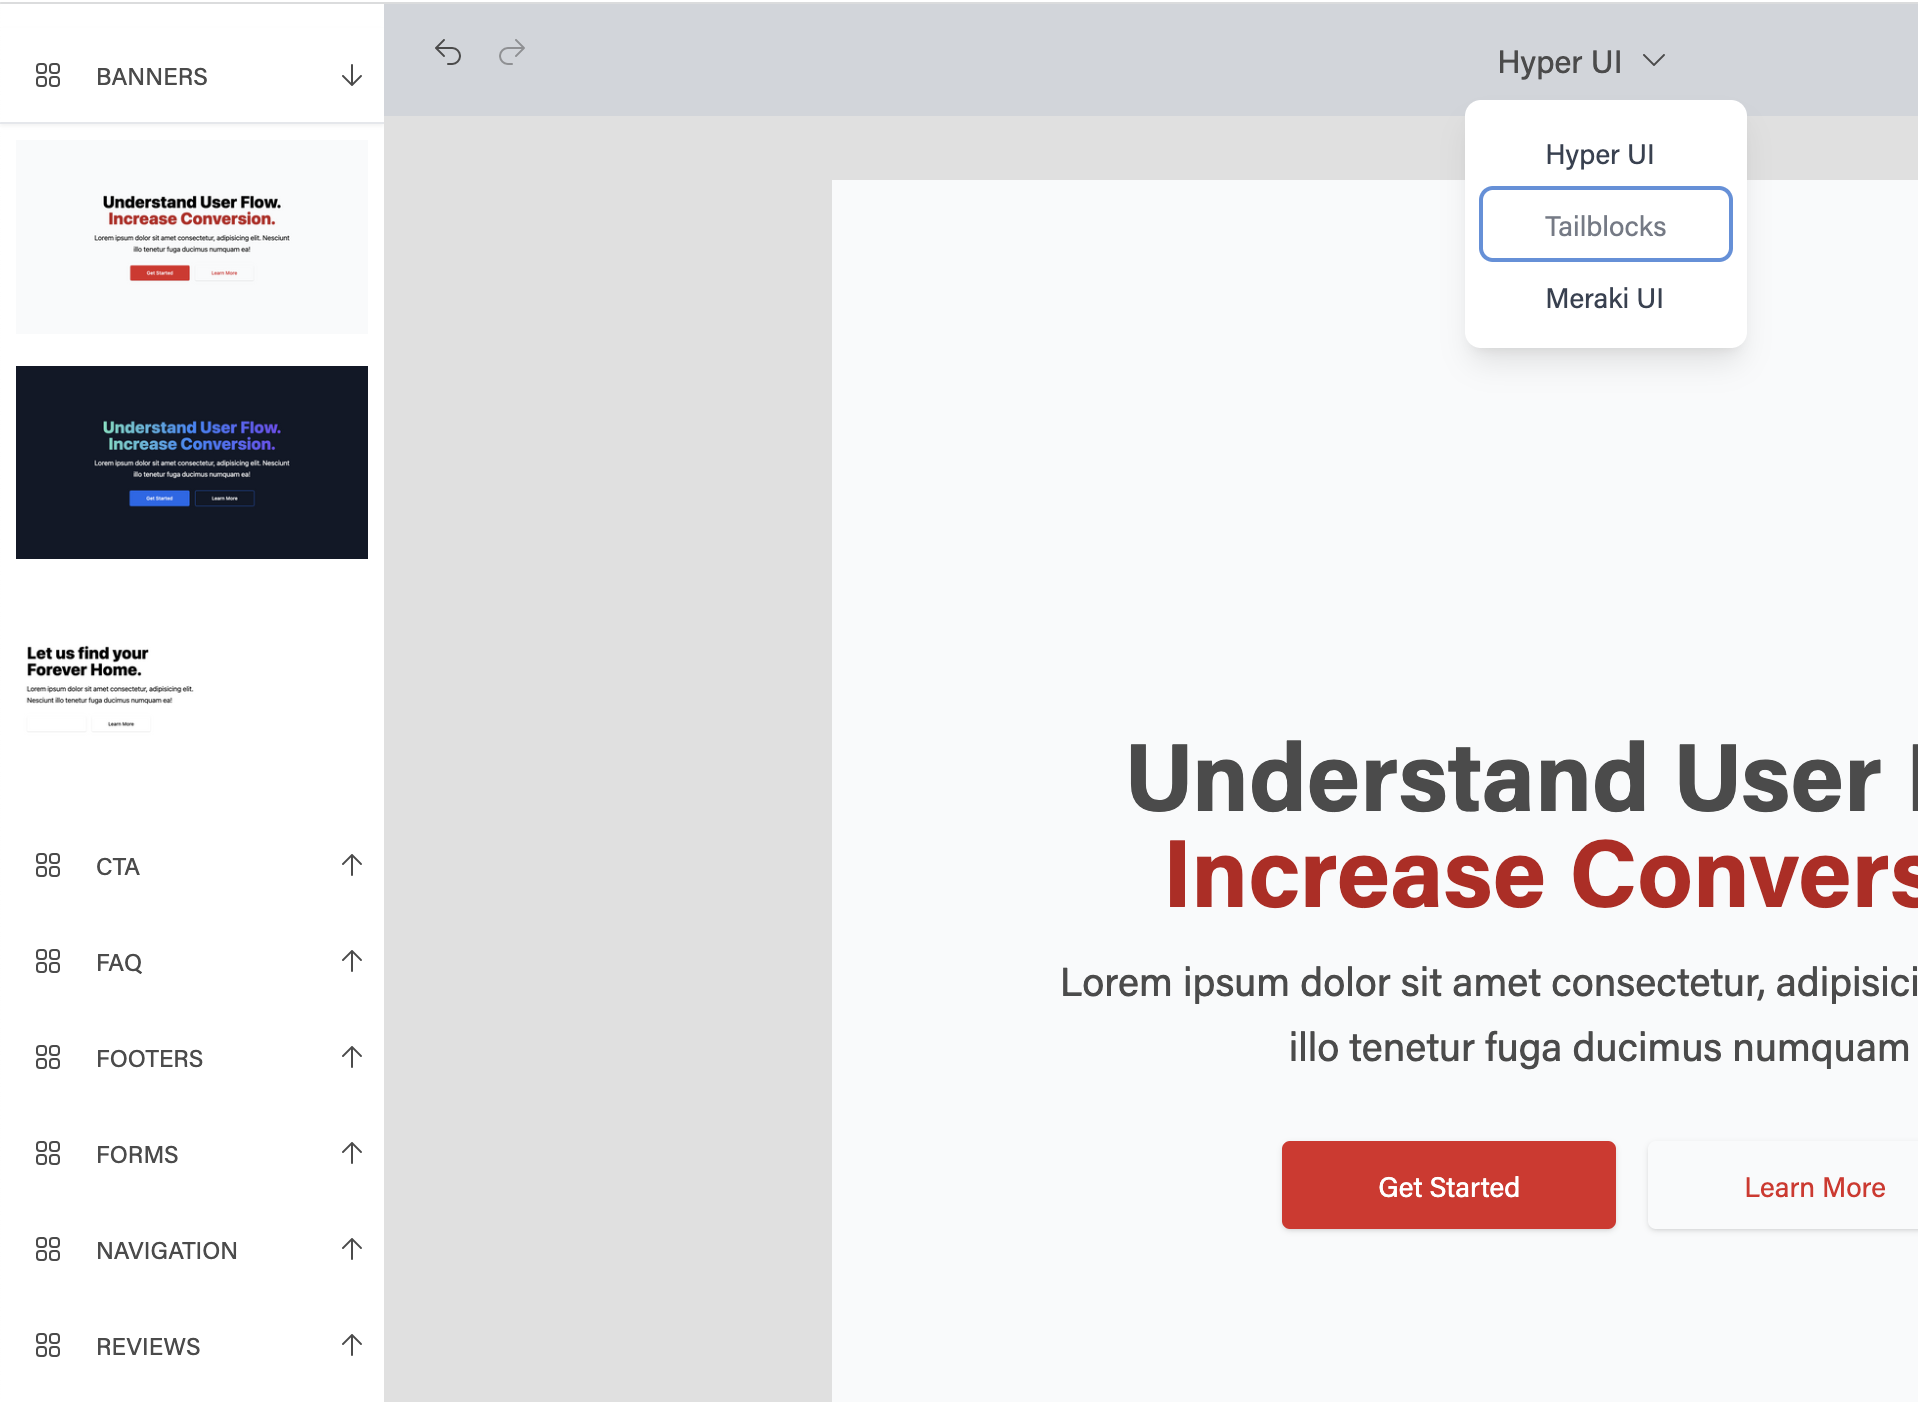 BANNERS
Understand User Flow.
Increase Conversion.
Lorem ipsum dolor sit amet consectetur, adipisicing elit. Nesciunt
illo tenetur fuga ducimus numquam ea!
Get Started
Learn More
Understand User Flow.
Increase Conversion.
Lorem ipsum dolor sit amet consectetur, adipisicing elit. Nesciunt
illo tenetur fuga ducimus numquam ea!
Get Started
Learn More
Let us find your
Forever Home.
Lorem ipsum dolor sit amet consectetur, adipisicing elit.
Nesciunt illo tenetur fuga ducimus numquam ea!
Learn More
CTA
FAQ
FOOTERS
FORMS
NAVIGATION
REVIEWS
Hyper UI
Hyper UI
Tailblocks
Meraki UI
Understand User
Increase Convers
Lorem ipsum dolor sit amet consectetur, adipisici
illo tenetur fuga ducimus numquam
Get Started
Learn More